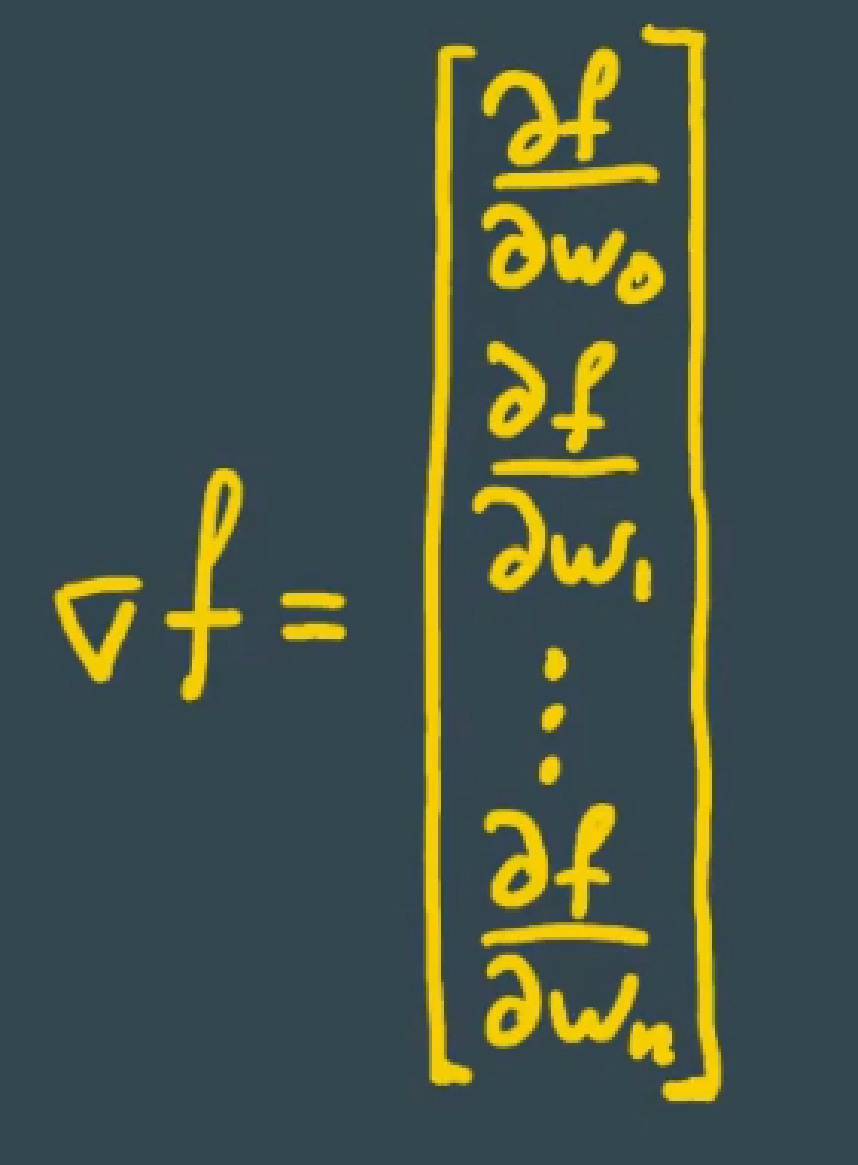 ∇f = [
∂f/∂w₀
∂f/∂w₁
⋮
∂f/∂wₙ
]